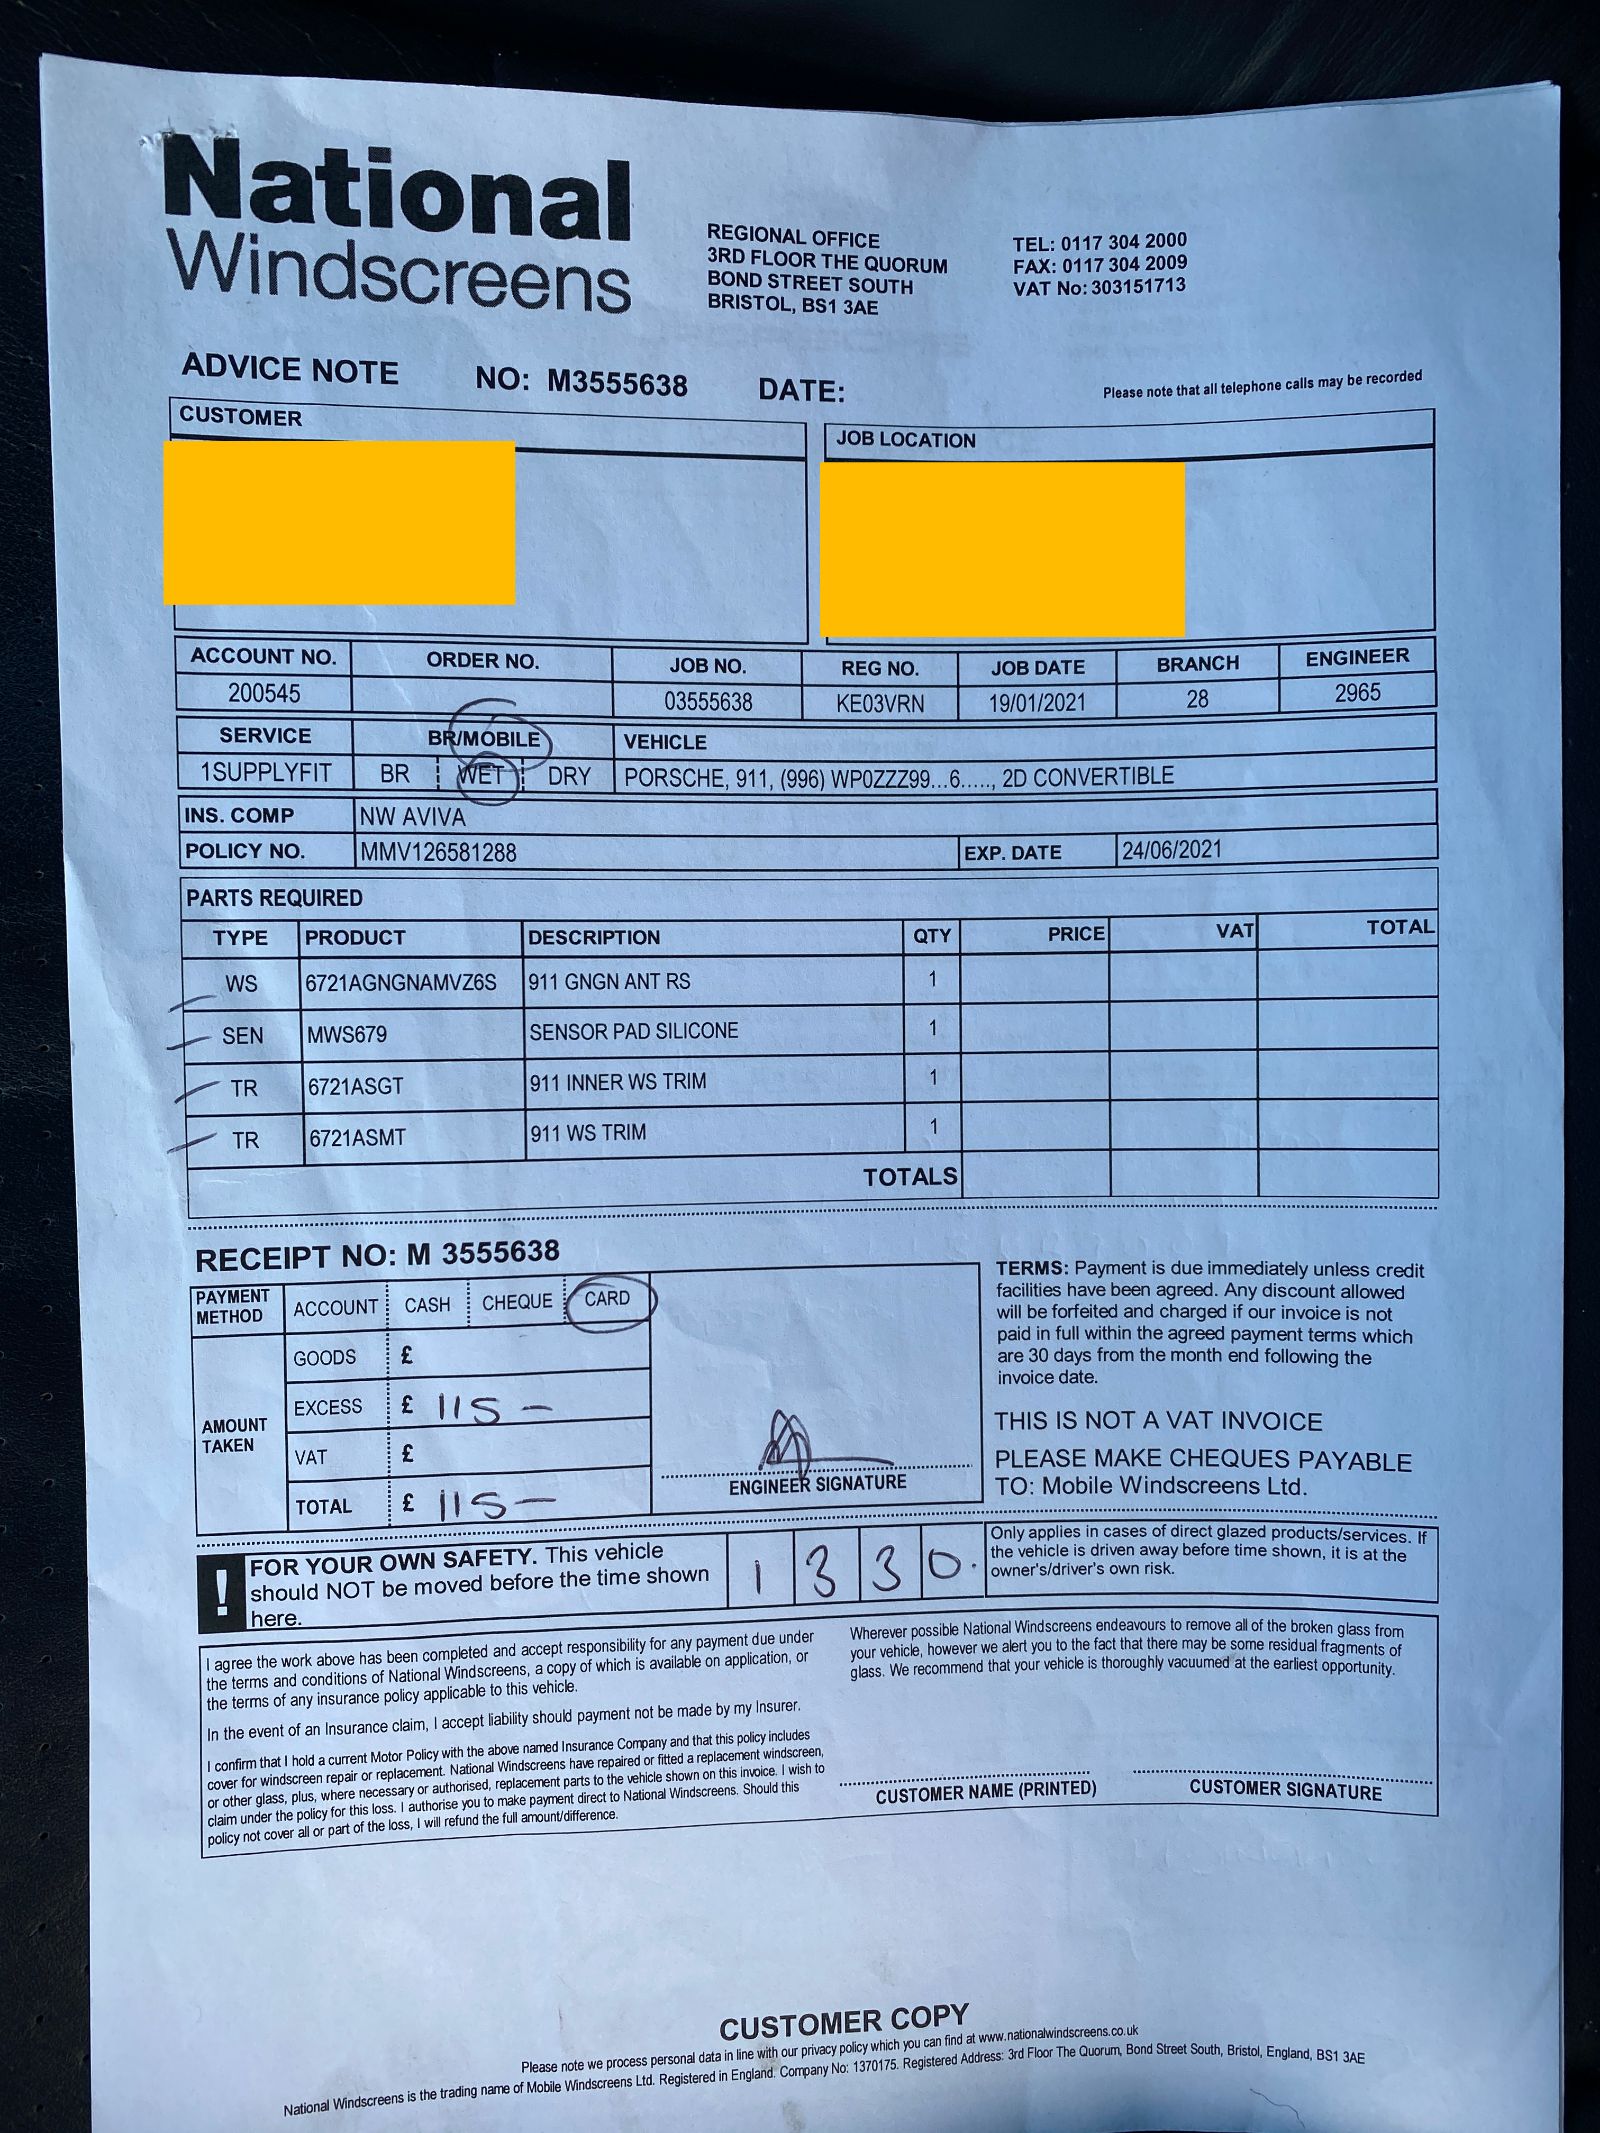 National
Windscreens
REGIONAL OFFICE
3RD FLOOR THE QUORUM
BOND STREET SOUTH
BRISTOL, BS1 3AE
TEL: 0117 304 2000
FAX: 0117 304 2009
VAT No: 303151713
ADVICE NOTE NO: M3555638 DATE:
Please note that all telephone calls may be recorded
CUSTOMER
JOB LOCATION
ACCOUNT NO. ORDER NO. JOB NO. REG NO. JOB DATE BRANCH ENGINEER
200545 03555638 KE03VRN 19/01/2021 28 2965
SERVICE BR/MOBILE VEHICLE
1SUPPLYFIT BR WET DRY PORSCHE, 911, (996) WP0ZZZ99...6....., 2D CONVERTIBLE
INS. COMP NW AVIVA
POLICY NO. MMV126581288 EXP. DATE 24/06/2021
PARTS REQUIRED
TYPE PRODUCT DESCRIPTION QTY PRICE VAT TOTAL
WS 6721AGNGNAMVZ6S 911 GNGN ANT RS 1
SEN MWS679 SENSOR PAD SILICONE 1
TR 6721ASGT 911 INNER WS TRIM 1
TR 6721ASMT 911 WS TRIM 1
TOTALS
RECEIPT NO: M 3555638
PAYMENT
METHOD
ACCOUNT CASH CHEQUE CARD
AMOUNT
TAKEN
GOODS £
EXCESS £ 115 -
VAT £
TOTAL £ 115 -
ENGINEER SIGNATURE
TERMS: Payment is due immediately unless credit
facilities have been agreed. Any discount allowed
will be forfeited and charged if our invoice is not
paid in full within the agreed payment terms which
are 30 days from the month end following the
invoice date.
THIS IS NOT A VAT INVOICE
PLEASE MAKE CHEQUES PAYABLE
TO: Mobile Windscreens Ltd.
! FOR YOUR OWN SAFETY. This vehicle
should NOT be moved before the time shown
here.
1 3 3 0.
Only applies in cases of direct glazed products/services. If
the vehicle is driven away before time shown, it is at the
owner's/driver's own risk.
I agree the work above has been completed and accept responsibility for any payment due under
the terms and conditions of National Windscreens, a copy of which is available on application, or
the terms of any insurance policy applicable to this vehicle.
In the event of an Insurance claim, I accept liability should payment not be made by my Insurer.
I confirm that I hold a current Motor Policy with the above named Insurance Company and that this policy includes
cover for windscreen repair or replacement. National Windscreens have repaired or fitted a replacement windscreen,
or other glass, plus, where necessary or authorised, replacement parts to the vehicle shown on this invoice. I wish to
claim under the policy for this loss. I authorise you to make payment direct to National Windscreens. Should this
policy not cover all or part of the loss, I will refund the full amount/difference.
Wherever possible National Windscreens endeavours to remove all of the broken glass from
your vehicle, however we alert you to the fact that there may be some residual fragments of
glass. We recommend that your vehicle is thoroughly vacuumed at the earliest opportunity.
CUSTOMER NAME (PRINTED) CUSTOMER SIGNATURE
CUSTOMER COPY
Please note we process personal data in line with our privacy policy which you can find at www.nationalwindscreens.co.uk
National Windscreens is the trading name of Mobile Windscreens Ltd. Registered in England. Company No: 1370175. Registered Address: 3rd Floor The Quorum, Bond Street South, Bristol, England, BS1 3AE